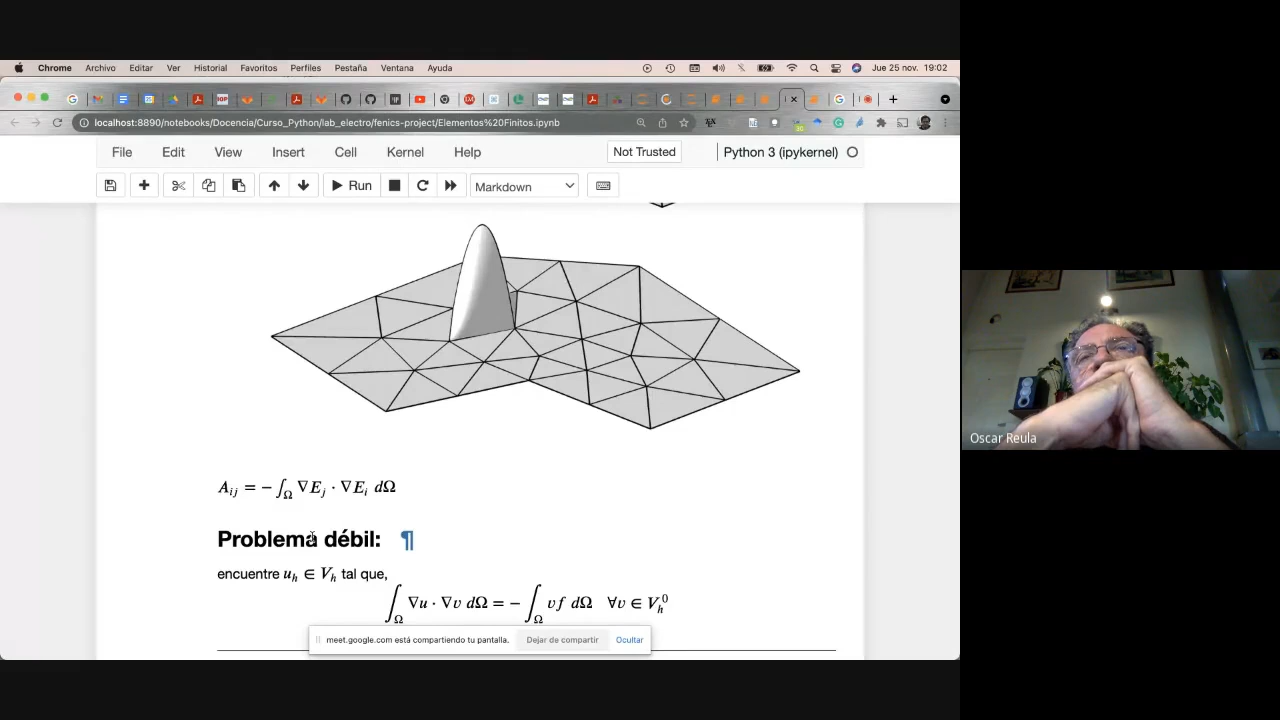 Chrome Archivo Editar Ver Historial Favoritos Perfiles Pestaña Ventana Ayuda Jue 25 nov. 19:02
localhost:8890/notebooks/Docencia/Curso_Python/lab_electro/fenics-project/Elementos%20Finitos.ipynb
File Edit View Insert Cell Kernel Help Not Trusted Python 3 (ipykernel)
Run Markdown
A_{ij} = − ∫_Ω ∇E_j · ∇E_i dΩ
Problema débil: ¶
encuentre u_h ∈ V_h tal que,
∫_Ω ∇u · ∇v dΩ = − ∫_Ω vf dΩ ∀v ∈ V_h^0
meet.google.com está compartiendo tu pantalla. Dejar de compartir Ocultar
Oscar Reula